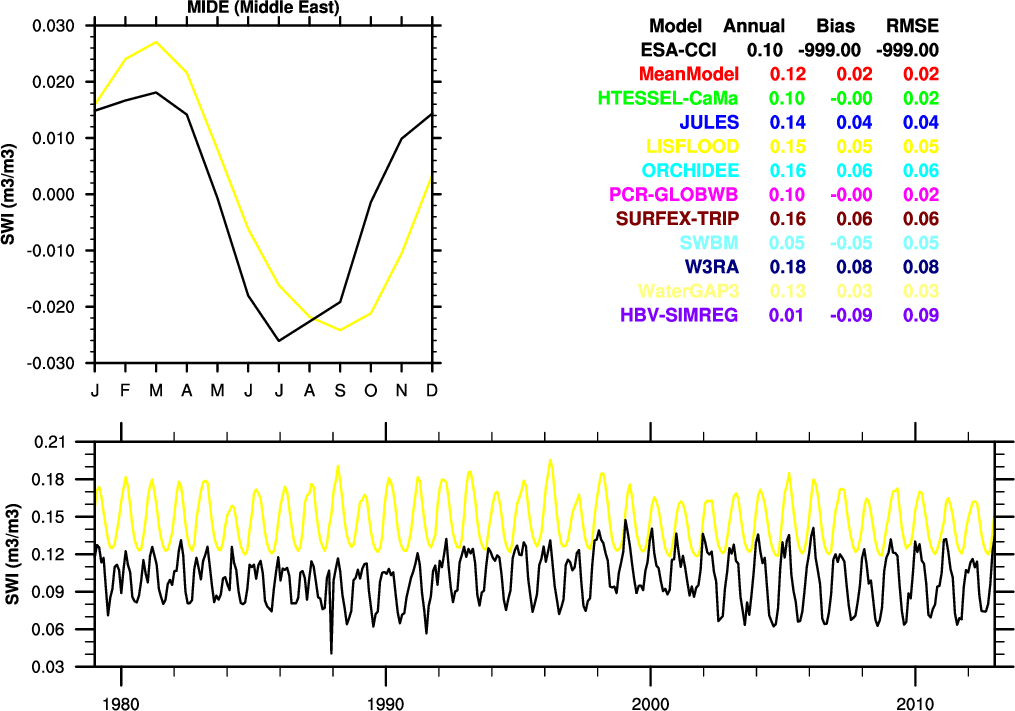 MIDE (Middle East)
0.030
0.020
0.010
0.000
-0.010
-0.020
-0.030
SWI (m3/m3)
J F M A M J J A S O N D
Model Annual Bias RMSE
ESA-CCI 0.10 -999.00 -999.00
MeanModel 0.12 0.02 0.02
HTESSEL-CaMa 0.10 -0.00 0.02
JULES 0.14 0.04 0.04
LISFLOOD 0.15 0.05 0.05
ORCHIDEE 0.16 0.06 0.06
PCR-GLOBWB 0.10 -0.00 0.02
SURFEX-TRIP 0.16 0.06 0.06
SWBM 0.05 -0.05 0.05
W3RA 0.18 0.08 0.08
WaterGAP3 0.13 0.03 0.03
HBV-SIMREG 0.01 -0.09 0.09
0.21
0.18
0.15
0.12
0.09
0.06
0.03
SWI (m3/m3)
1980 1990 2000 2010